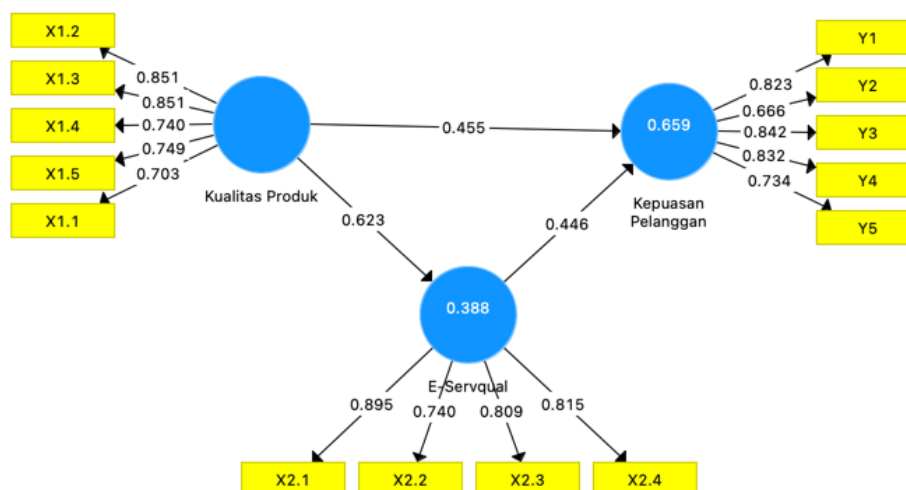 X1.2
X1.3
X1.4
X1.5
X1.1
0.851
0.851
0.740
0.749
0.703
Kualitas Produk
0.455
0.623
0.446
0.659
Kepuasan
Pelanggan
0.823
0.666
0.842
0.832
0.734
Y1
Y2
Y3
Y4
Y5
0.388
E-Servqual
0.895
0.740
0.809
0.815
X2.1
X2.2
X2.3
X2.4